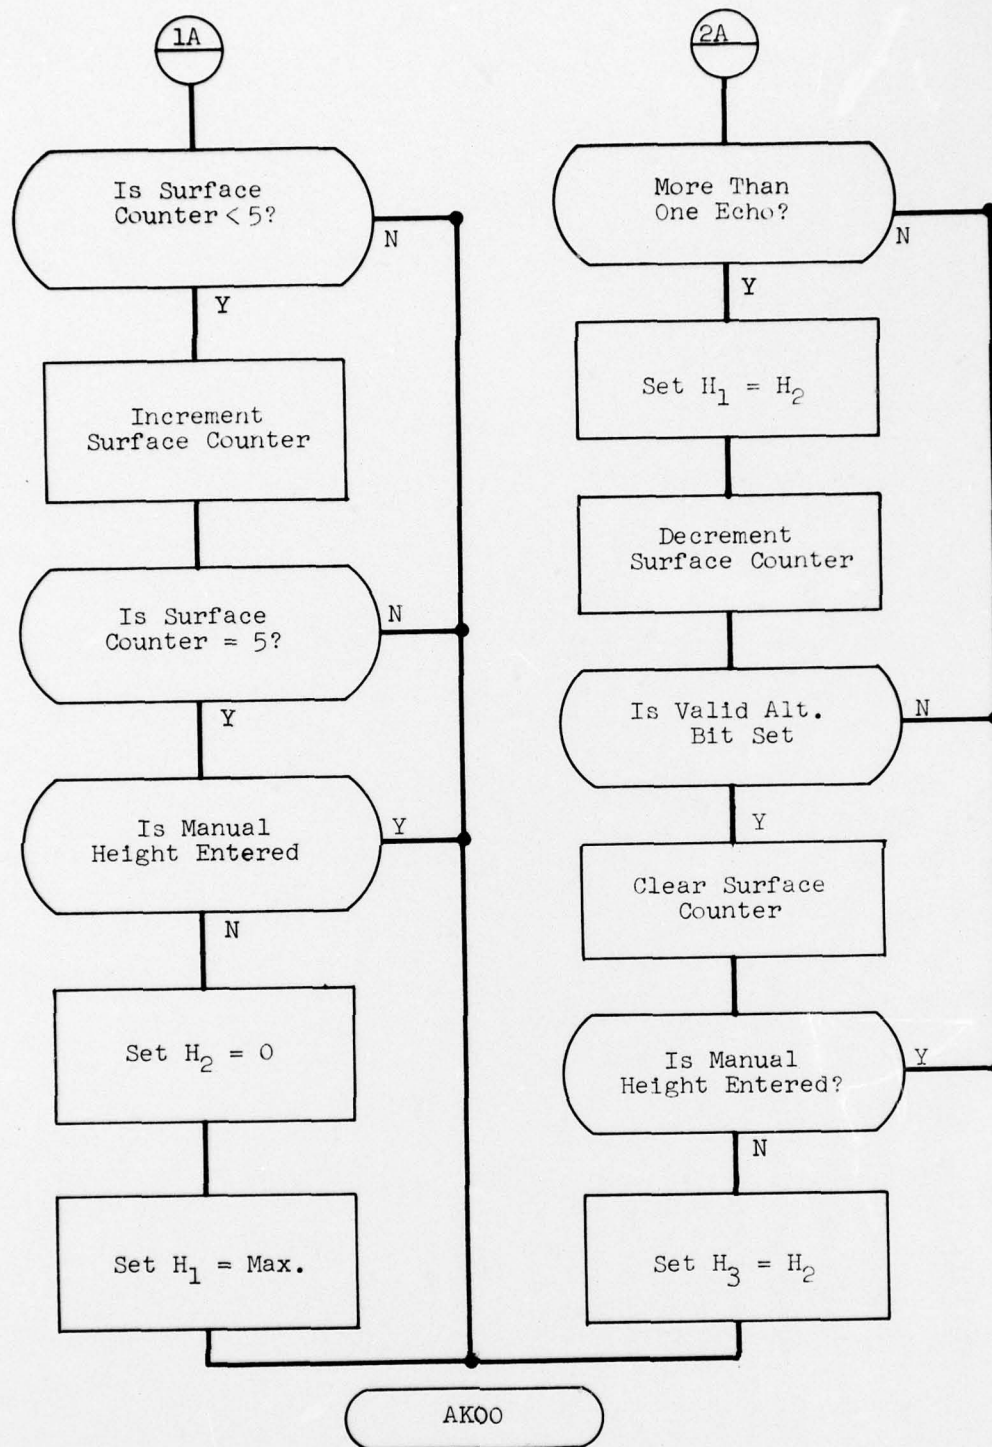 1A
Is Surface
Counter < 5?
N
Y
Increment
Surface Counter
Is Surface
Counter = 5?
N
Y
Is Manual
Height Entered
Y
N
Set H₂ = 0
Set H₁ = Max.
2A
More Than
One Echo?
N
Y
Set H₁ = H₂
Decrement
Surface Counter
Is Valid Alt.
Bit Set
N
Y
Clear Surface
Counter
Is Manual
Height Entered?
Y
N
Set H₃ = H₂
AKOO